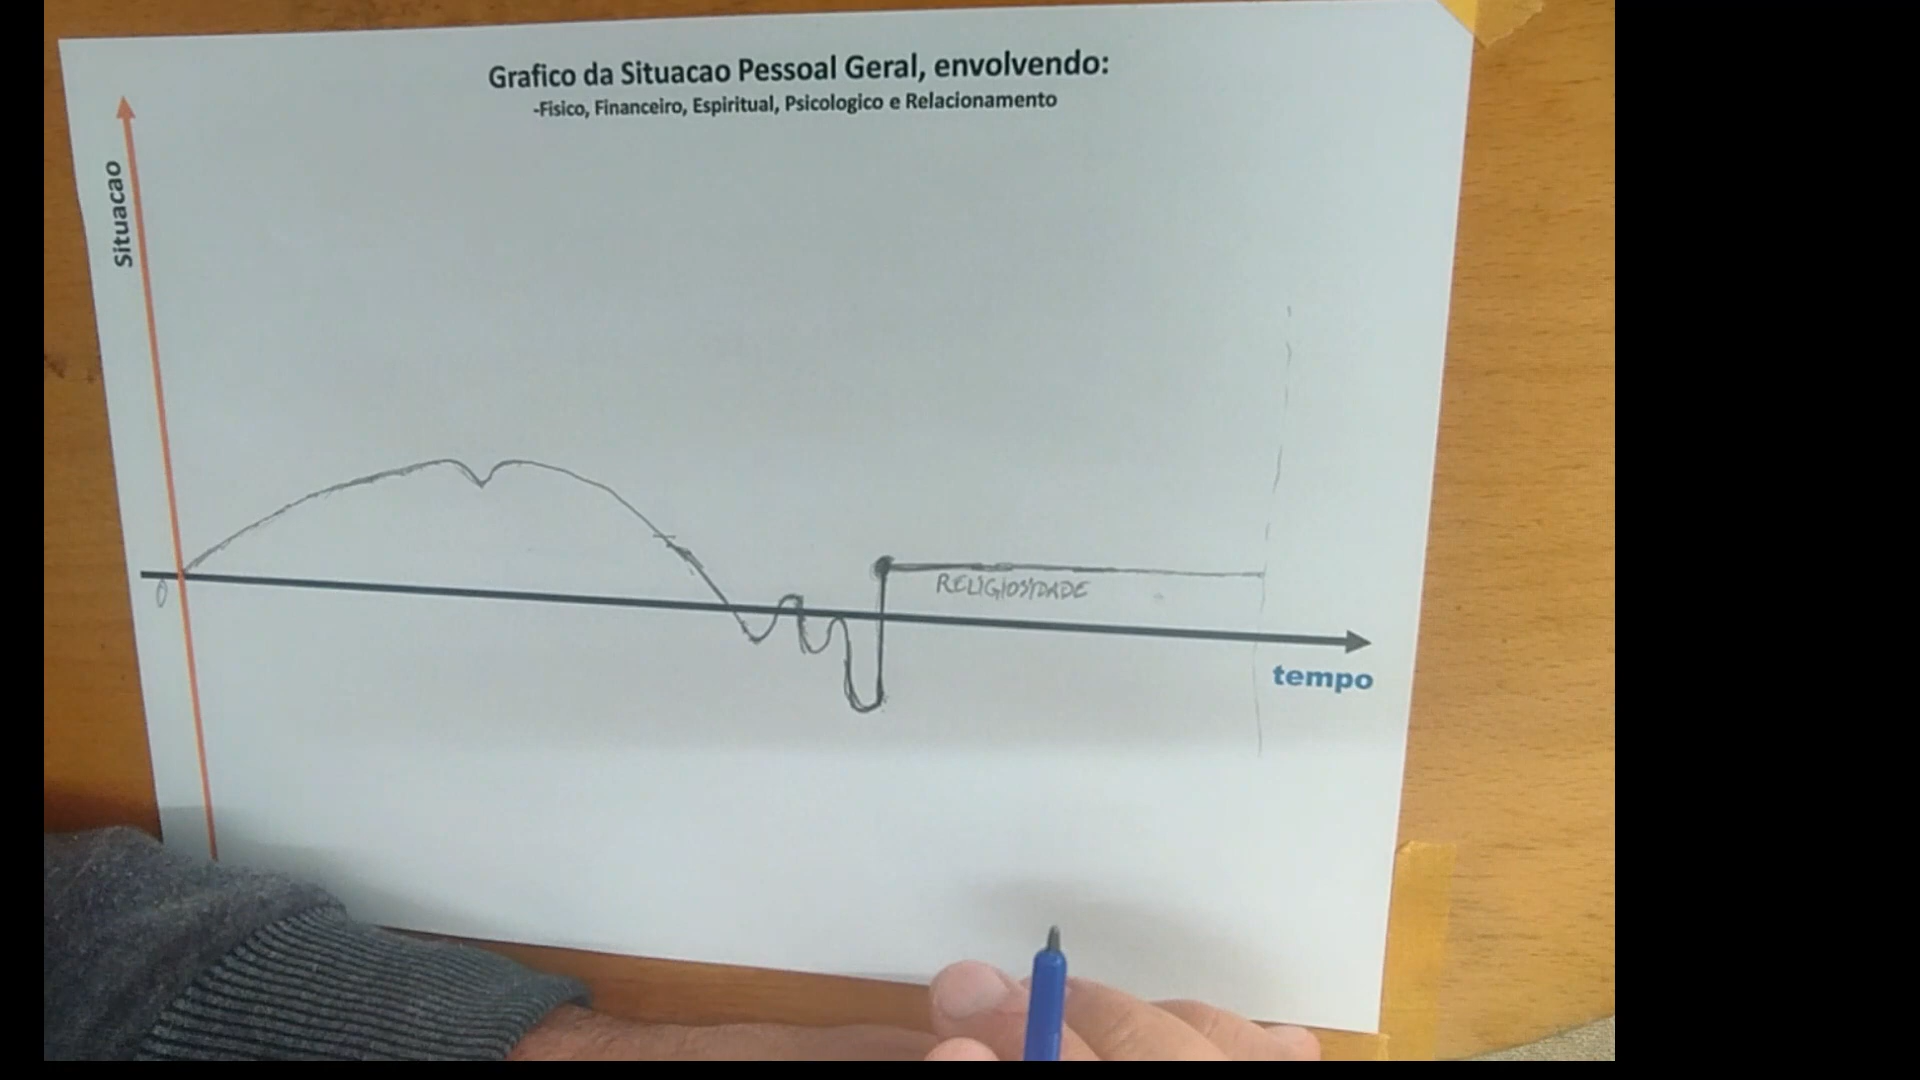 Grafico da Situacao Pessoal Geral, envolvendo:
-Fisico, Financeiro, Espiritual, Psicologico e Relacionamento
Situacao
0
RELIGIOSIDADE
tempo